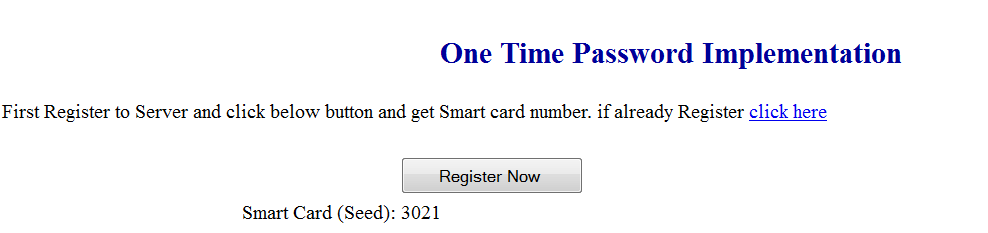 One Time Password Implementation
First Register to Server and click below button and get Smart card number. if already Register click here
Register Now
Smart Card (Seed): 3021